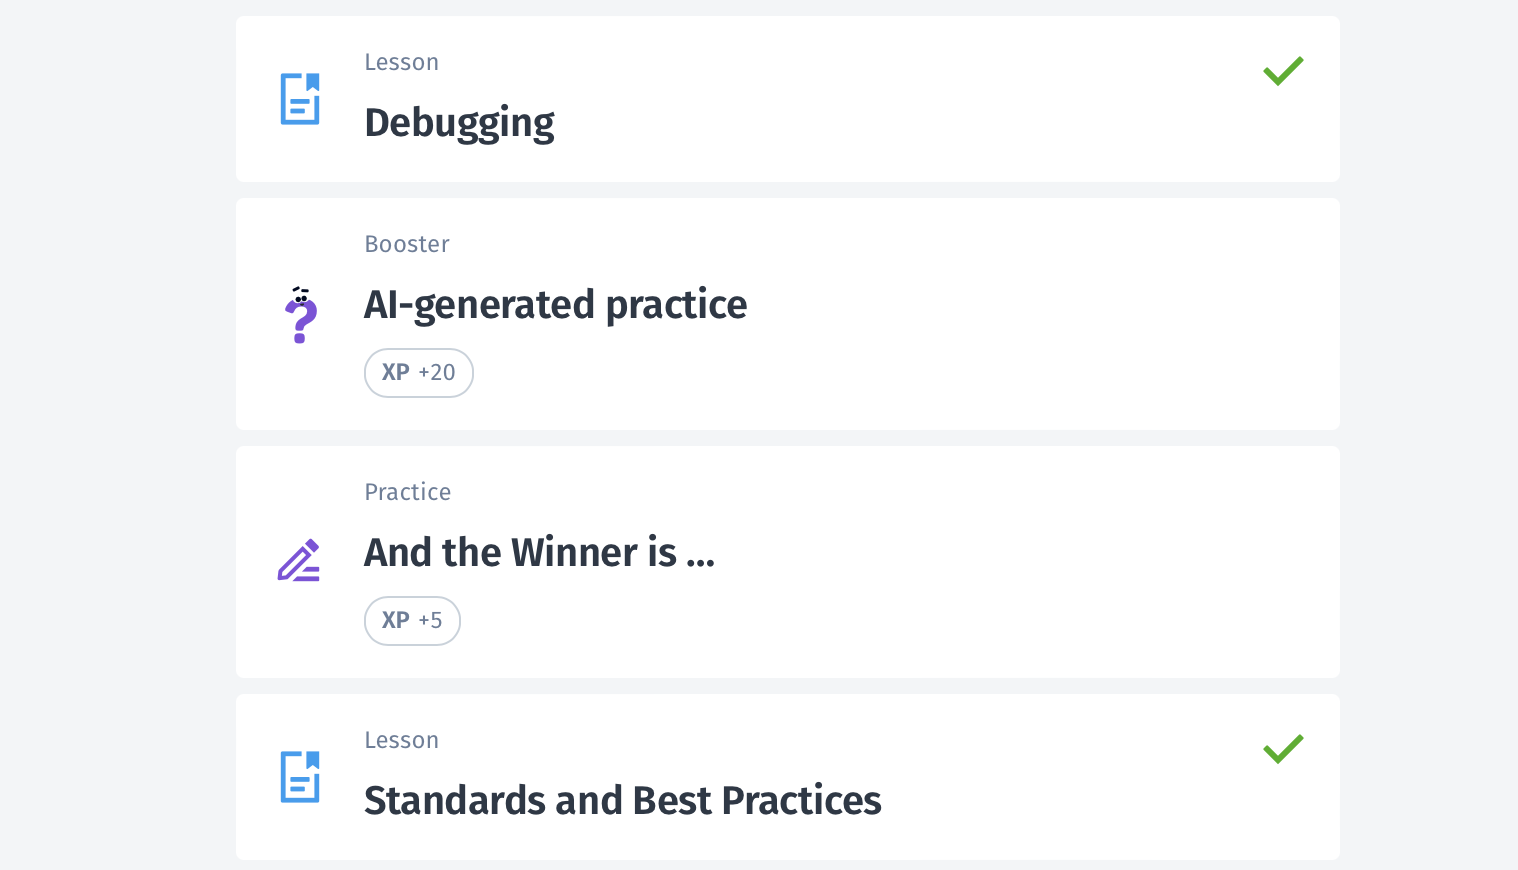 Lesson
Debugging
Booster
AI-generated practice
XP +20
Practice
And the Winner is ...
XP +5
Lesson
Standards and Best Practices